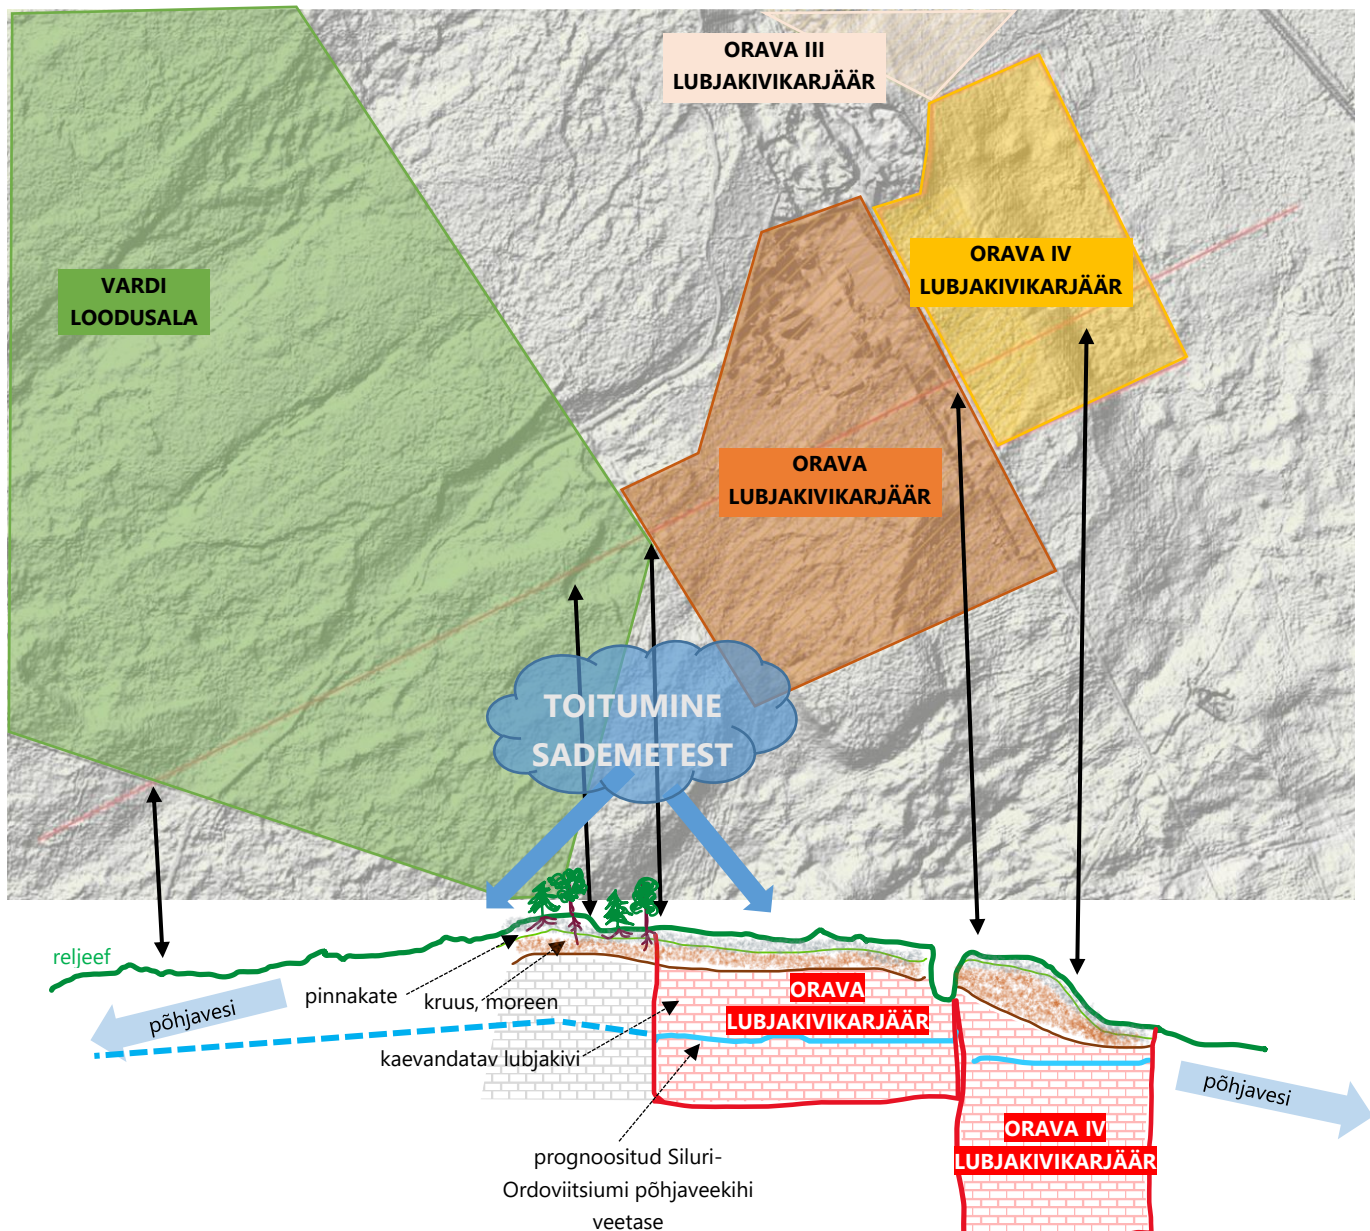 ORAVA III
LUBJAKIVIKARJÄÄR
ORAVA IV
LUBJAKIVIKARJÄÄR
VARDI
LOODUSALA
ORAVA
LUBJAKIVIKARJÄÄR
TOITUMINE
SADEMETEST
reljeef
põhjavesi
pinnakate
kruus, moreen
kaevandatav lubjakivi
ORAVA
LUBJAKIVIKARJÄÄR
põhjavesi
ORAVA IV
LUBJAKIVIKARJÄÄR
prognoositud Siluri-
Ordoviitsiumi põhjaveekihi
veetase